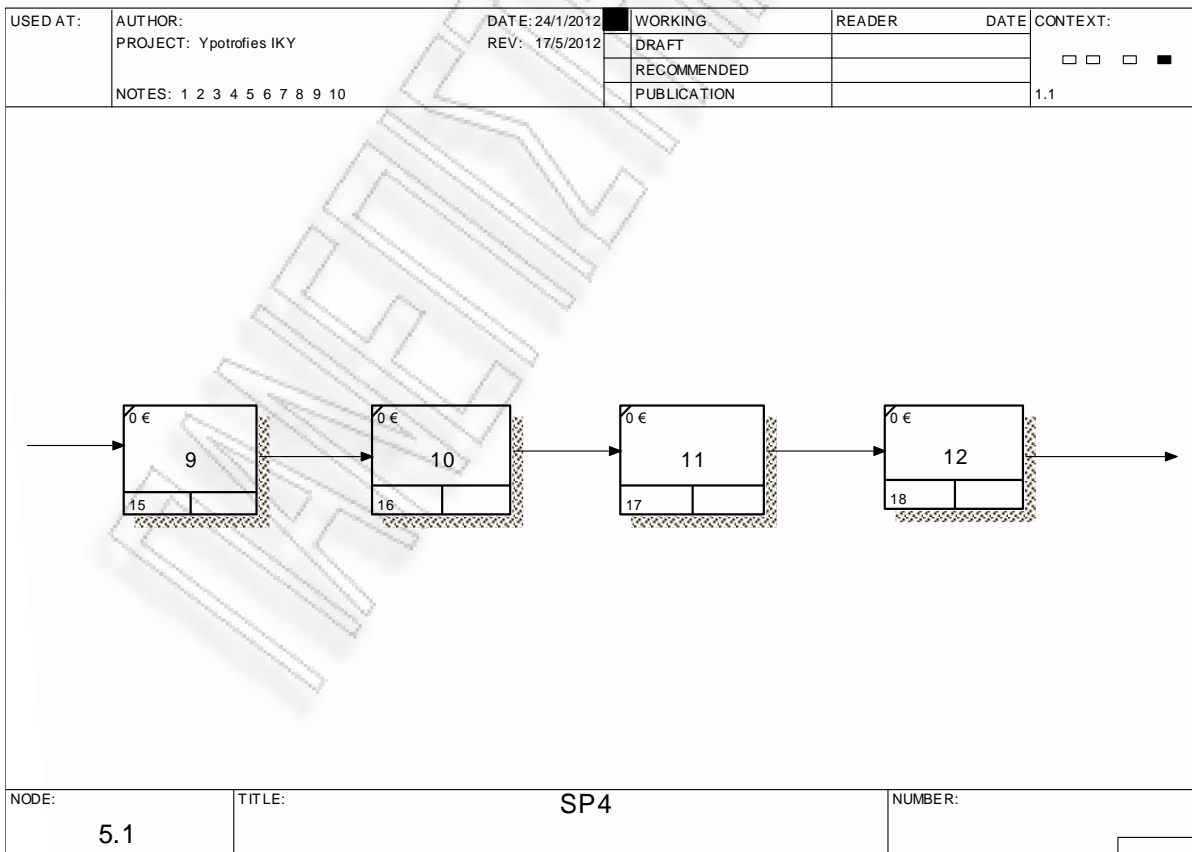 USED AT:
AUTHOR:
DATE: 24/1/2012
WORKING
READER
DATE
CONTEXT:
PROJECT: Ypotrofies IKY
REV: 17/5/2012
DRAFT
RECOMMENDED
NOTES: 1 2 3 4 5 6 7 8 9 10
PUBLICATION
1.1
0 €
9
15
0 €
10
16
0 €
11
17
0 €
12
18
NODE:
TITLE:
SP4
NUMBER:
5.1